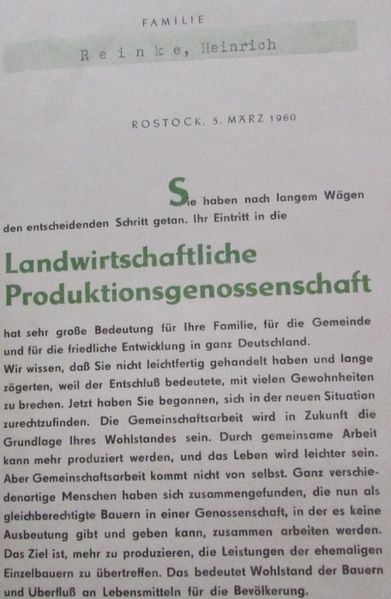 FAMILIE
Reinke, Heinrich
ROSTOCK, 5. MÄRZ 1960
Sie haben nach langem Wägen
den entscheidenden Schritt getan. Ihr Eintritt in die
Landwirtschaftliche
Produktionsgenossenschaft
hat sehr große Bedeutung für Ihre Familie, für die Gemeinde
und für die friedliche Entwicklung in ganz Deutschland.
Wir wissen, daß Sie nicht leichtfertig gehandelt haben und lange
zögerten, weil der Entschluß bedeutete, mit vielen Gewohnheiten
zu brechen. Jetzt haben Sie begonnen, sich in der neuen Situation
zurechtzufinden. Die Gemeinschaftsarbeit wird in Zukunft die
Grundlage Ihres Wohlstandes sein. Durch gemeinsame Arbeit
kann mehr produziert werden, und das Leben wird leichter sein.
Aber Gemeinschaftsarbeit kommt nicht von selbst. Ganz verschie-
denartige Menschen haben sich zusammengefunden, die nun als
gleichberechtigte Bauern in einer Genossenschaft, in der es keine
Ausbeutung gibt und geben kann, zusammen arbeiten werden.
Das Ziel ist, mehr zu produzieren, die Leistungen der ehemaligen
Einzelbauern zu übertreffen. Das bedeutet Wohlstand der Bauern
und Überfluß an Lebensmitteln für die Bevölkerung.